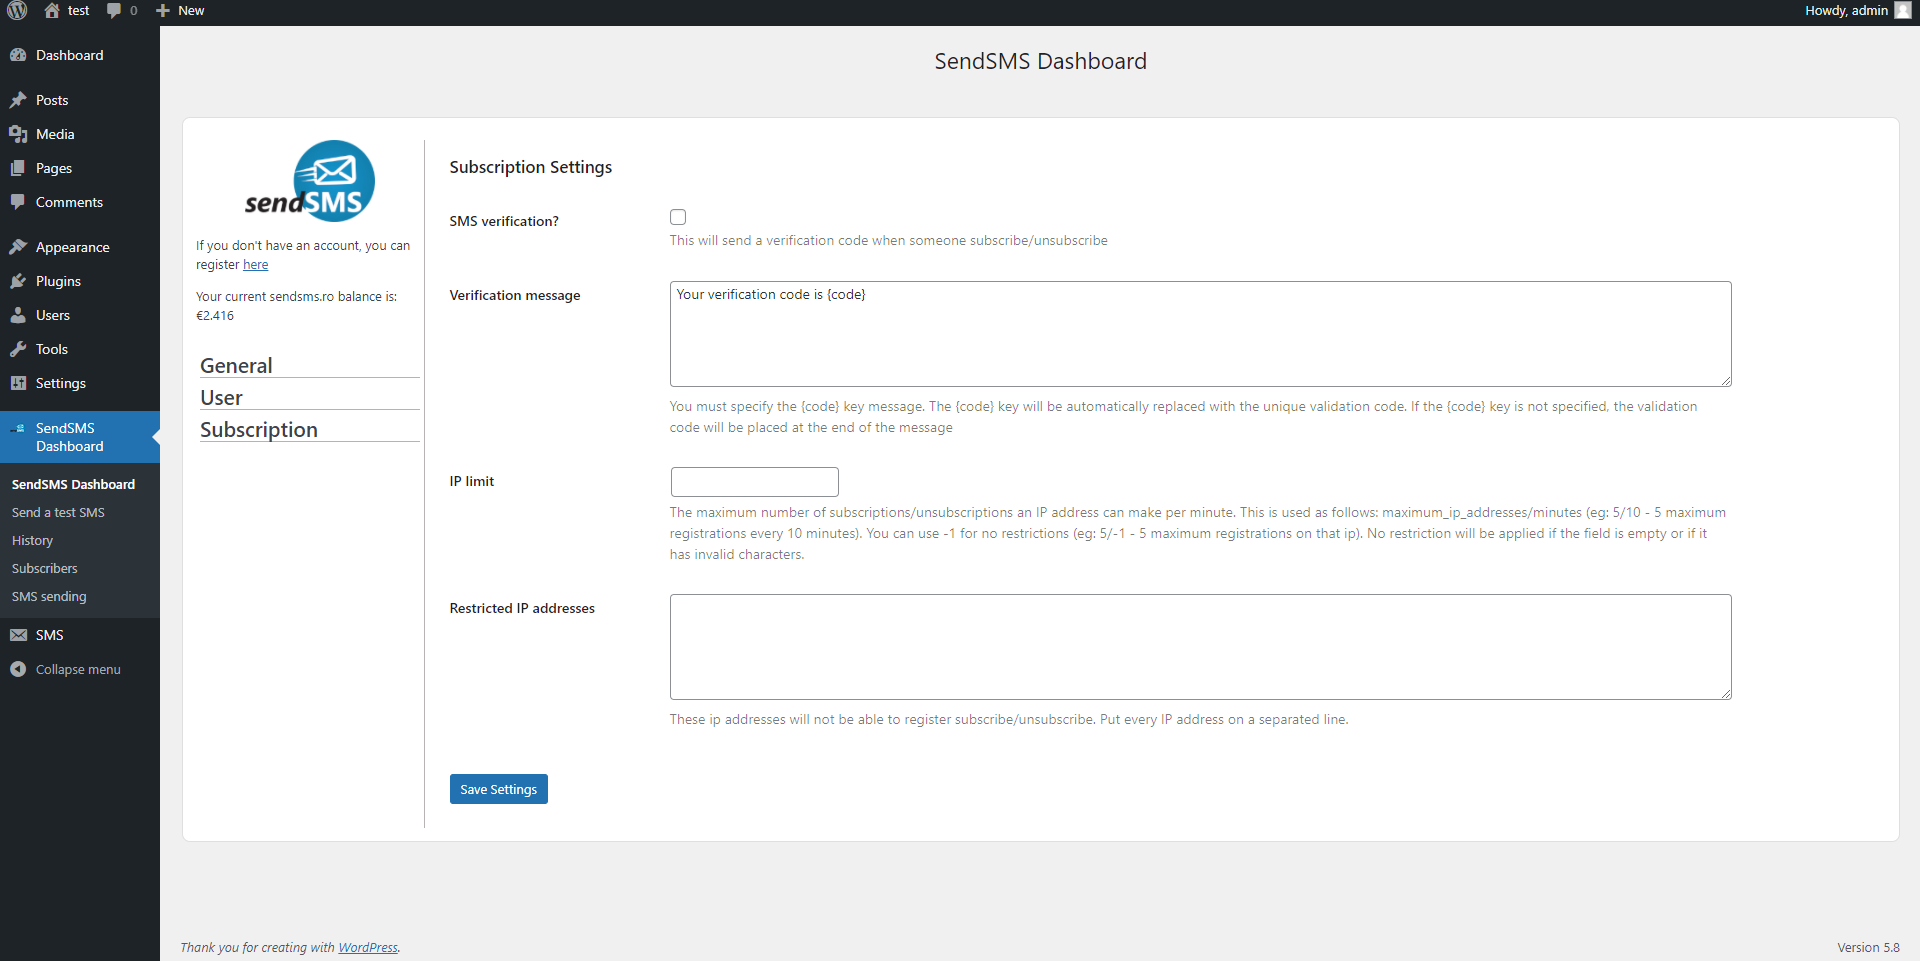 test
0
New
Howdy, admin
Dashboard
Posts
Media
Pages
Comments
Appearance
Plugins
Users
Tools
Settings
SendSMS
Dashboard
SendSMS Dashboard
Send a test SMS
History
Subscribers
SMS sending
SMS
Collapse menu
SendSMS Dashboard
sendSMS
If you don't have an account, you can
register here
Your current sendsms.ro balance is:
€2.416
General
User
Subscription
Subscription Settings
SMS verification?
This will send a verification code when someone subscribe/unsubscribe
Verification message
Your verification code is {code}
You must specify the {code} key message. The {code} key will be automatically replaced with the unique validation code. If the {code} key is not specified, the validation
code will be placed at the end of the message
IP limit
The maximum number of subscriptions/unsubscriptions an IP address can make per minute. This is used as follows: maximum_ip_addresses/minutes (eg: 5/10 - 5 maximum
registrations every 10 minutes). You can use -1 for no restrictions (eg: 5/-1 - 5 maximum registrations on that ip). No restriction will be applied if the field is empty or if it
has invalid characters.
Restricted IP addresses
These ip addresses will not be able to register subscribe/unsubscribe. Put every IP address on a separated line.
Save Settings
Thank you for creating with WordPress.
Version 5.8